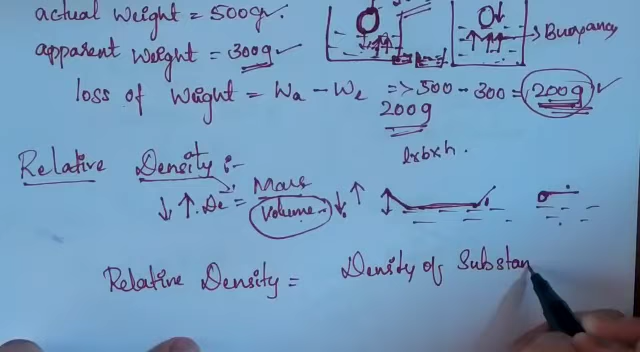 actual weight = 500gr.
apparent weight = 300g ✓
→ Buoyancy
loss of weight = Wa - We => 500 - 300 = 200g ✓
200g
lxbxh.
Relative Density :-
↓ ↑ De = Mass
Volume ↓ ↑
Relative Density = Density of Substan